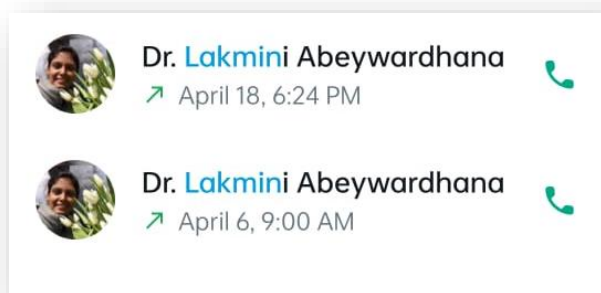 Dr. Lakmini Abeywardhana
April 18, 6:24 PM
Dr. Lakmini Abeywardhana
April 6, 9:00 AM